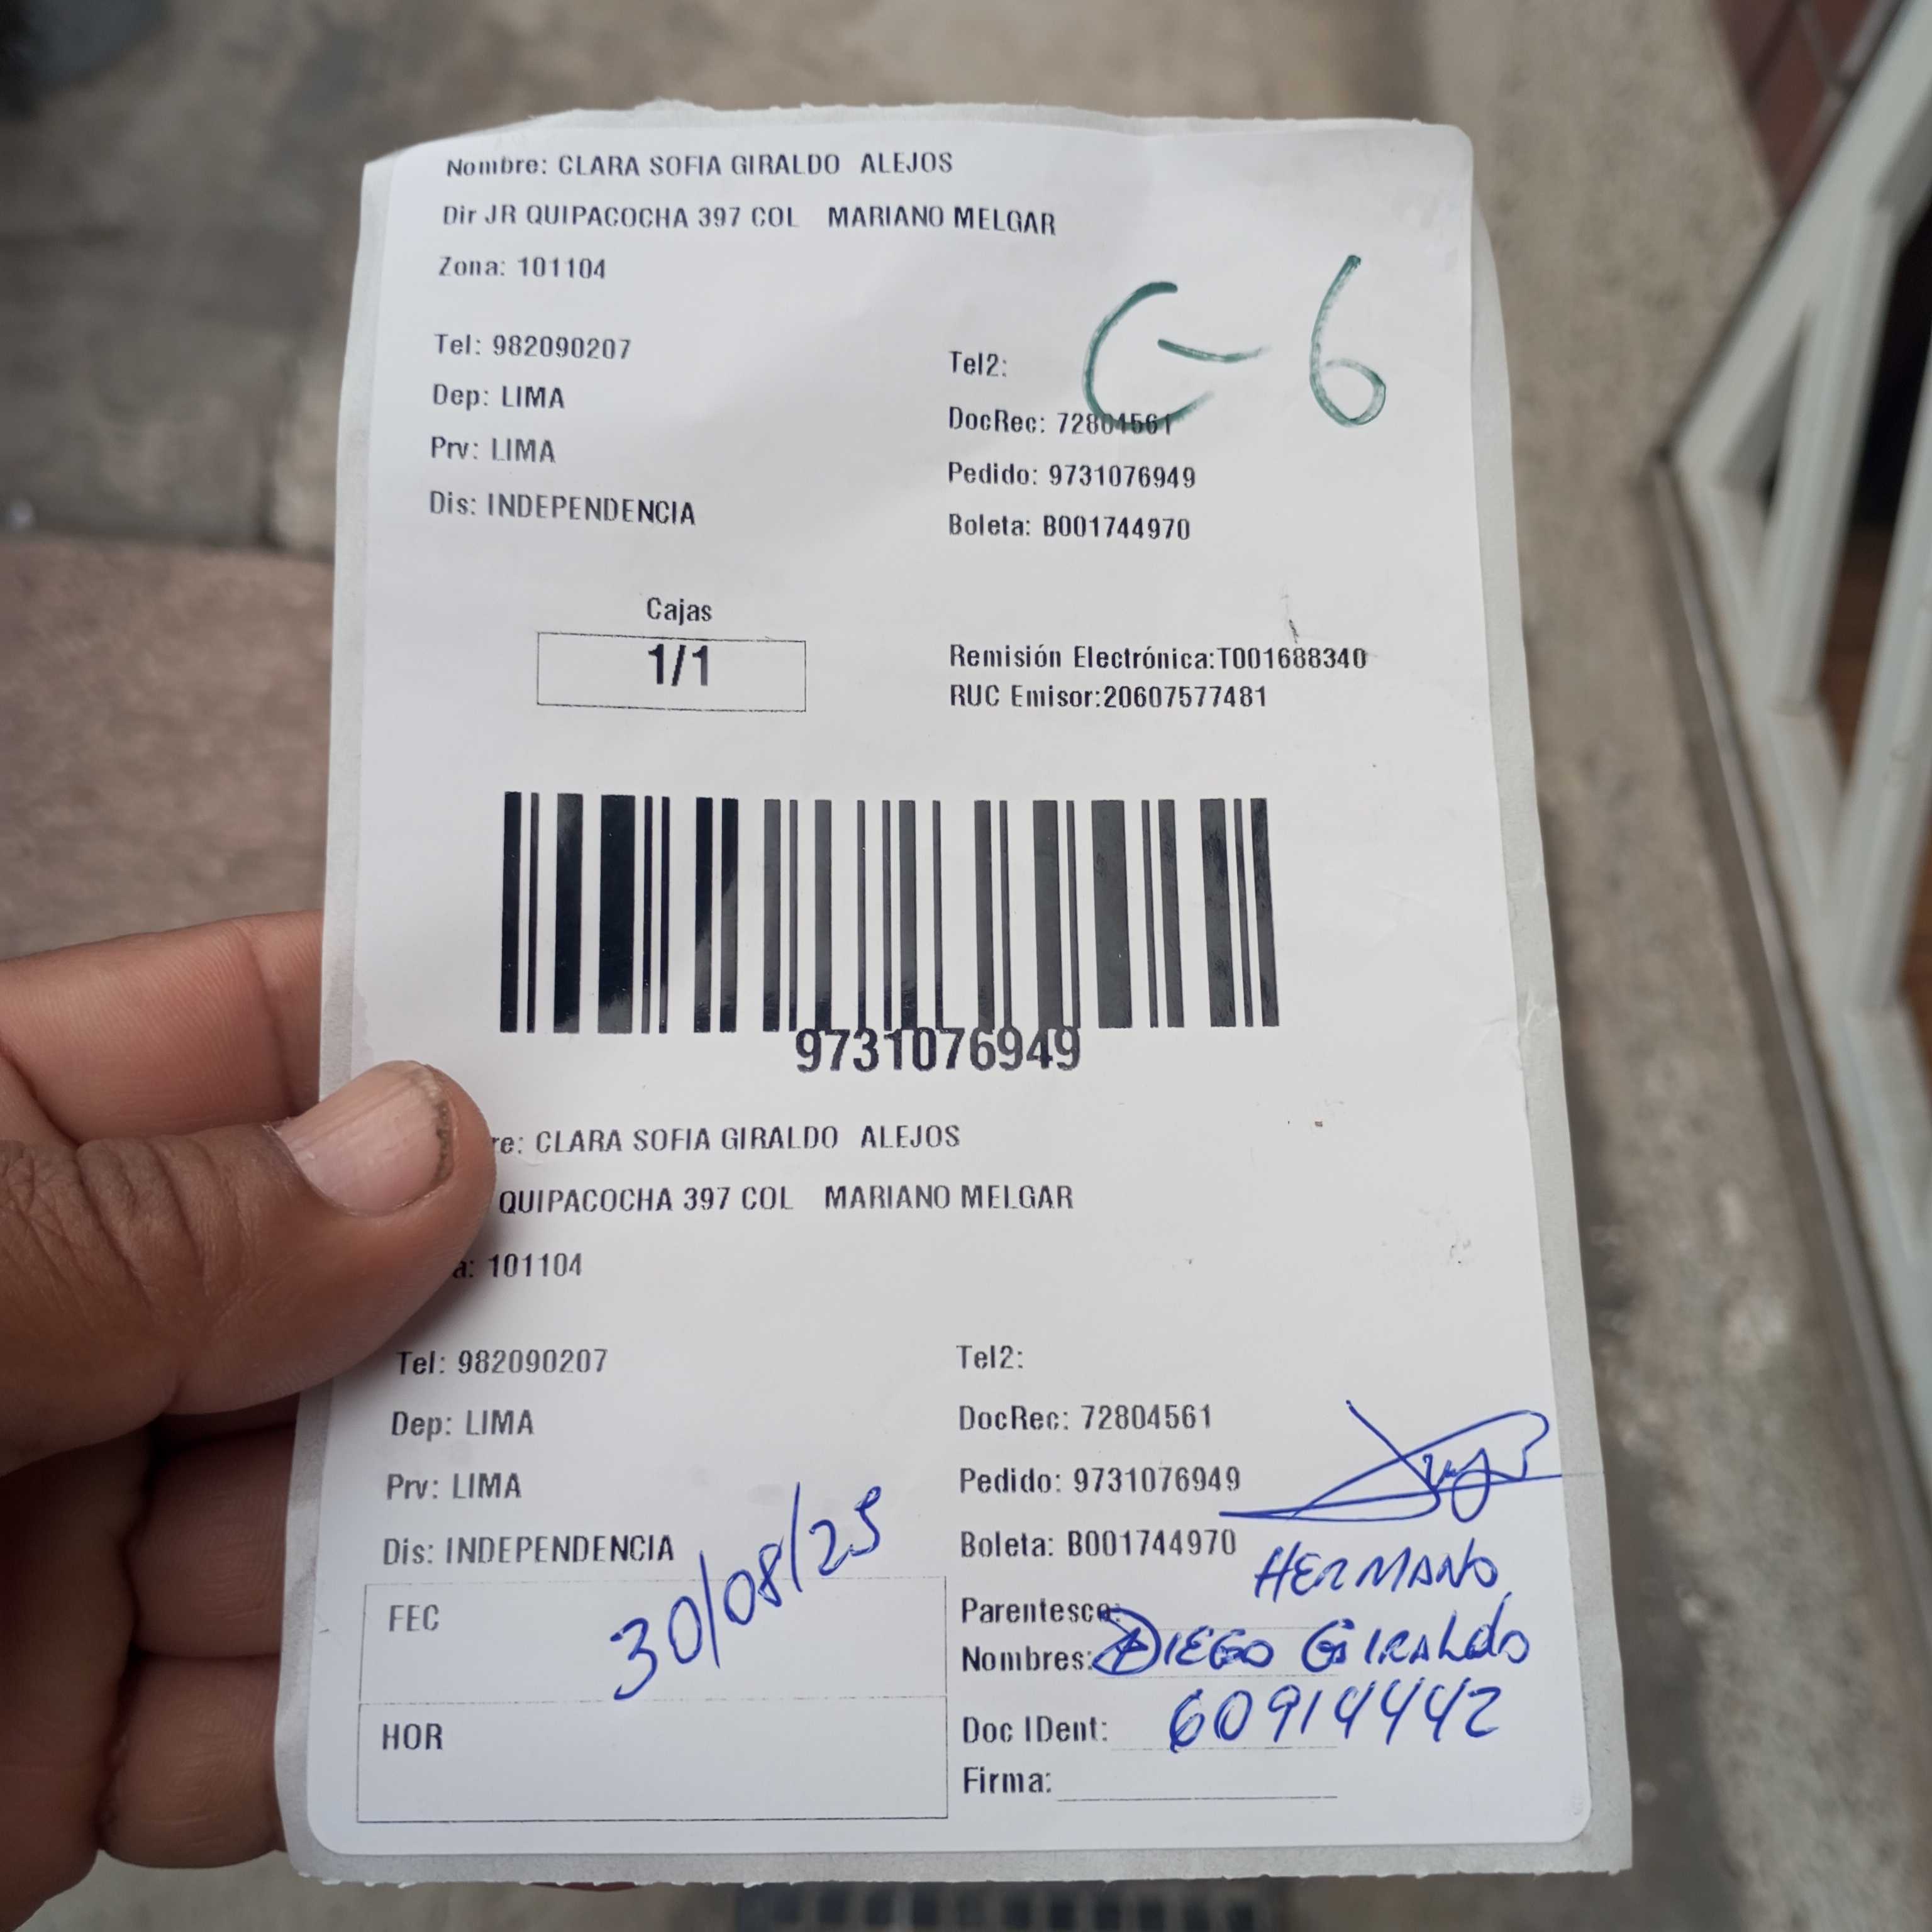 Nombre: CLARA SOFIA GIRALDO ALEJOS
Dir JR QUIPACOCHA 397 COL MARIANO MELGAR
Zona: 101104
C-6
Tel: 982090207
Tel2:
Dep: LIMA
DocRec: 72804561
Prv: LIMA
Pedido: 9731076949
Dis: INDEPENDENCIA
Boleta: B001744970
Cajas
1/1
Remisión Electrónica:T001688340
RUC Emisor:20607577481
9731076949
re: CLARA SOFIA GIRALDO ALEJOS
QUIPACOCHA 397 COL MARIANO MELGAR
a: 101104
Tel: 982090207
Tel2:
Dep: LIMA
DocRec: 72804561
Prv: LIMA
Pedido: 9731076949
Dis: INDEPENDENCIA
Boleta: B001744970
FEC 30/08/25
Parentesco: HERMANO
Nombres: DIEGO GIRALDO
HOR
Doc IDent: 60914442
Firma: